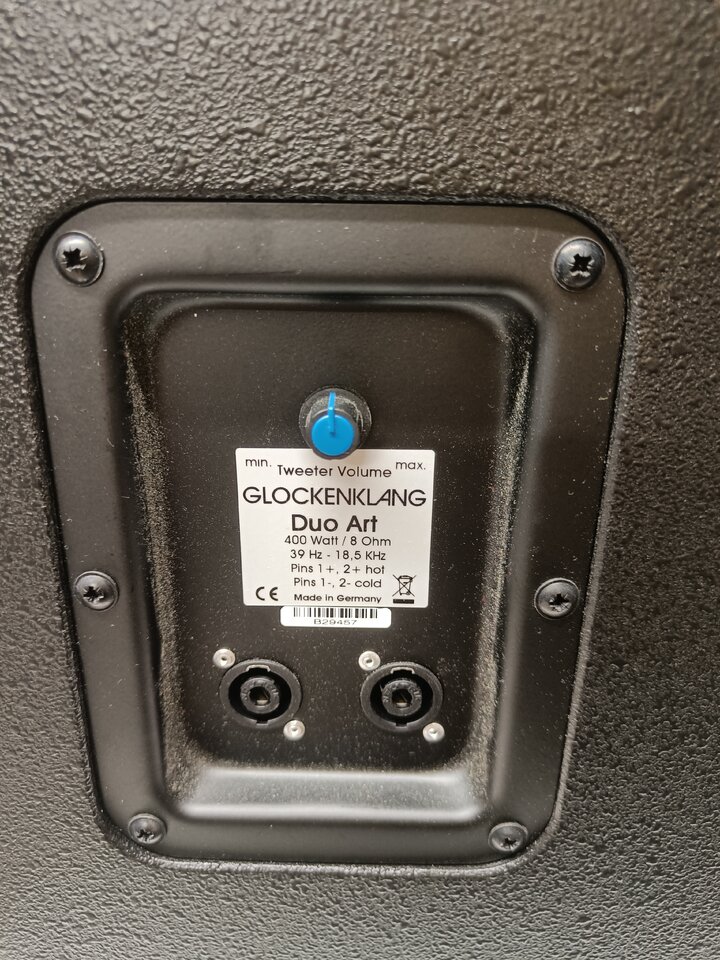 min. Tweeter Volume max.
GLOCKENKLANG
Duo Art
400 Watt / 8 Ohm
39 Hz - 18,5 KHz
Pins 1+, 2+ hot
Pins 1-, 2- cold
CE Made in Germany
B29457